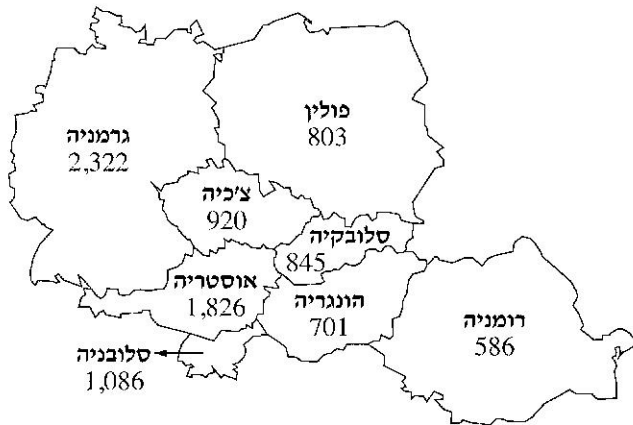 פולין
803
גרמניה
2,322
צ'כיה
920
סלובקיה
845
אוסטריה
1,826
הונגריה
701
רומניה
586
סלובניה
1,086